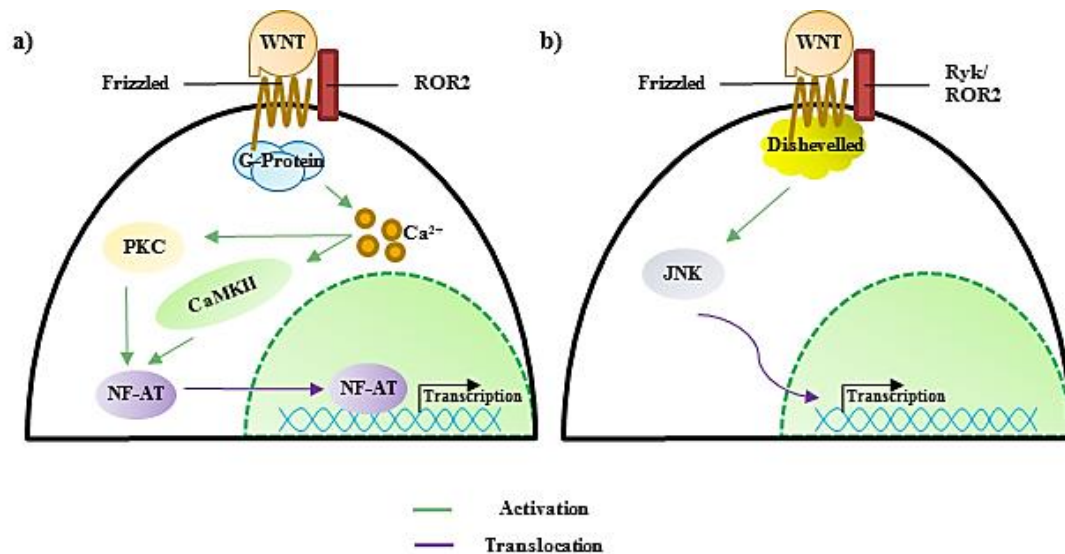 a)
WNT
Frizzled
ROR2
G-Protein
Ca²⁺
PKC
CaMKII
NF-AT
NF-AT
Transcription
b)
WNT
Frizzled
Ryk/
ROR2
Dishevelled
JNK
Transcription
Activation
Translocation